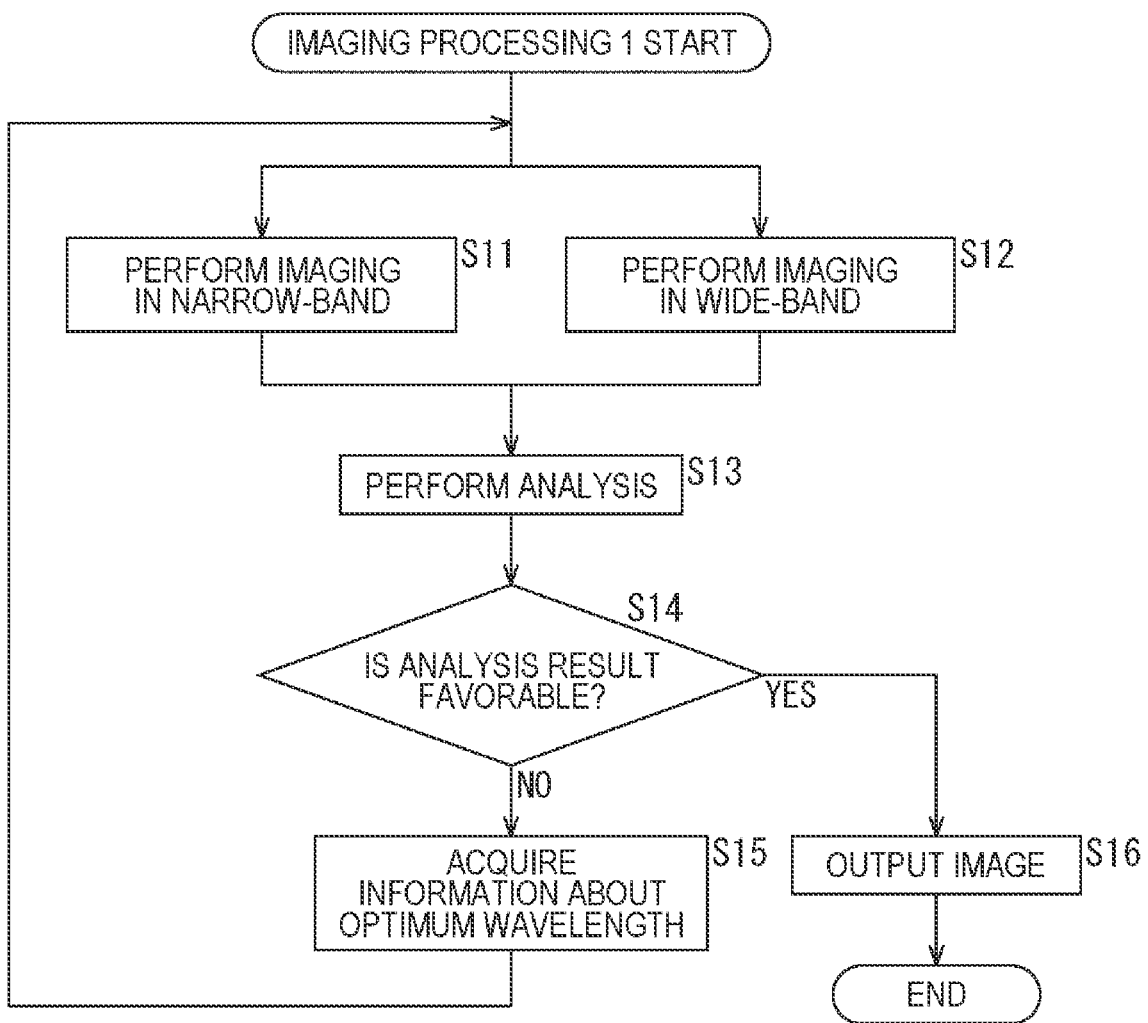 IMAGING PROCESSING 1 START
PERFORM IMAGING
IN NARROW-BAND
S11
PERFORM IMAGING
IN WIDE-BAND
S12
PERFORM ANALYSIS
S13
S14
IS ANALYSIS RESULT
FAVORABLE?
YES
NO
ACQUIRE
INFORMATION ABOUT
OPTIMUM WAVELENGTH
S15
OUTPUT IMAGE
S16
END